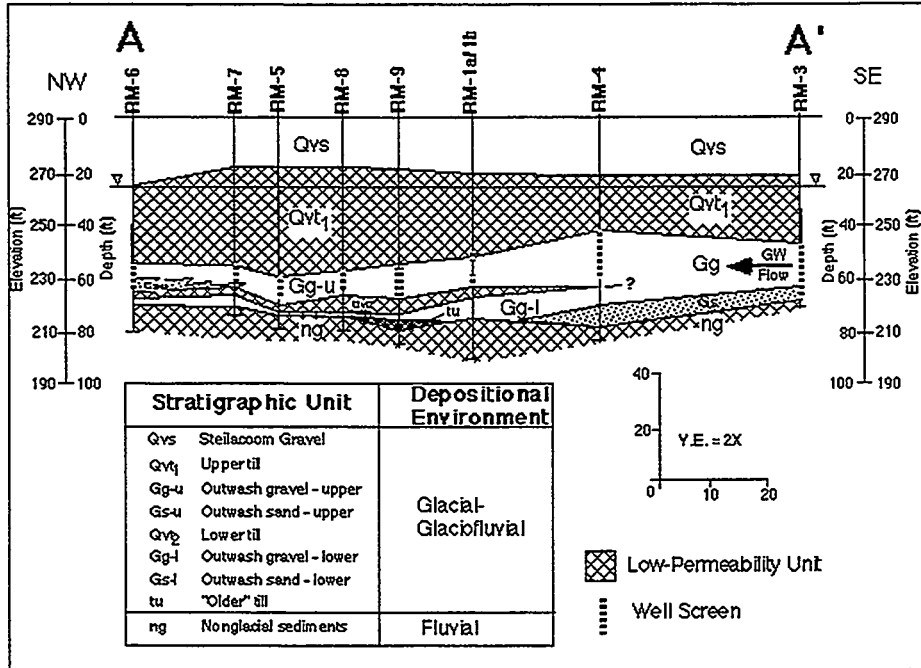 A
A'
NW
SE
RM-6
RM-7
RM-5
RM-8
RM-9
RM-1a/1b
RM-4
RM-3
290 0
270 20
250 40
230 60
210 80
190 100
Elevation (ft)
Depth (ft)
0 290
20 270
40 250
60 230
80 210
100 190
Depth (ft)
Elevation (ft)
Qvs
Qvs
Qvt1
Qvt1
Gg-u
Gg
GW
Flow
?
tu
Gg-l
Gs
ng
ng
Stratigraphic Unit
Depositional
Environment
Qvs Steilacoom Gravel
Qvt1 Upper till
Gg-u Outwash gravel - upper
Gs-u Outwash sand - upper
Qvt2 Lower till
Gg-l Outwash gravel - lower
Gs-l Outwash sand - lower
tu "Older" till
Glacial-
Glaciofluvial
ng Nonglacial sediments
Fluvial
40
20
0
10
20
Y.E. = 2X
Low-Permeability Unit
Well Screen